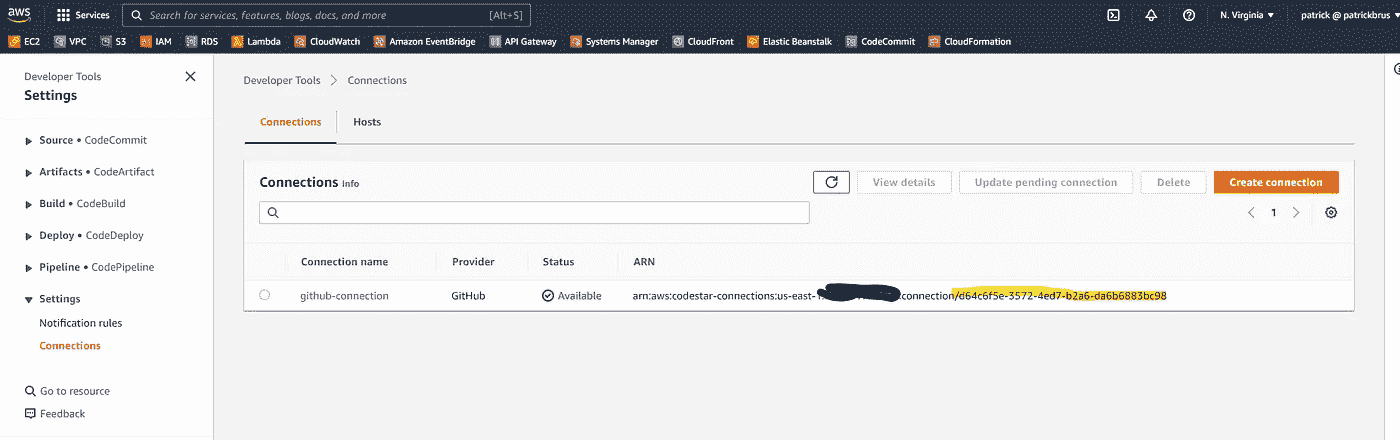 aws Services Search for services, features, blogs, docs, and more [Alt+S] N. Virginia patrick @ patrickbrus
EC2 VPC S3 IAM RDS Lambda CloudWatch Amazon EventBridge API Gateway Systems Manager CloudFront Elastic Beanstalk CodeCommit CloudFormation
Developer Tools
Settings
Source • CodeCommit
Artifacts • CodeArtifact
Build • CodeBuild
Deploy • CodeDeploy
Pipeline • CodePipeline
Settings
Notification rules
Connections
Go to resource
Feedback
Developer Tools > Connections
Connections Hosts
Connections Info View details Update pending connection Delete Create connection
1
Connection name Provider Status ARN
github-connection GitHub Available arn:aws:codestar-connections:us-east-1 :connection/d64c6f5e-3572-4ed7-b2a6-da6b6883bc98